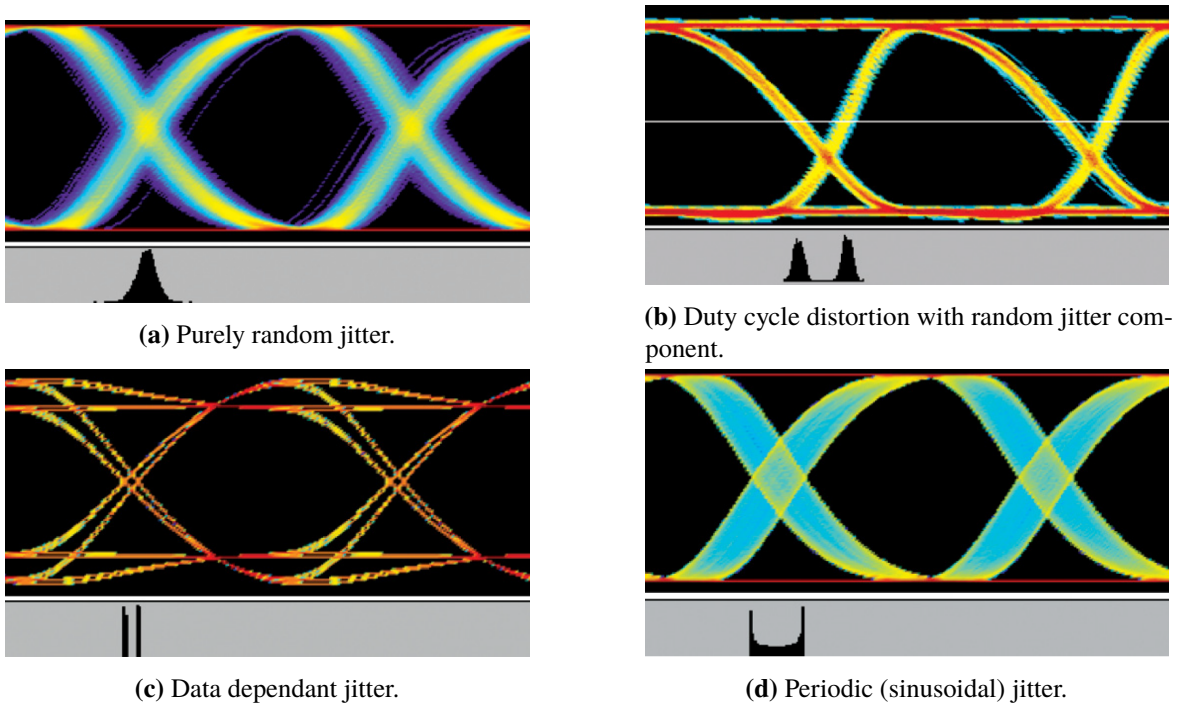 (a) Purely random jitter.
(b) Duty cycle distortion with random jitter com-
ponent.
(c) Data dependant jitter.
(d) Periodic (sinusoidal) jitter.